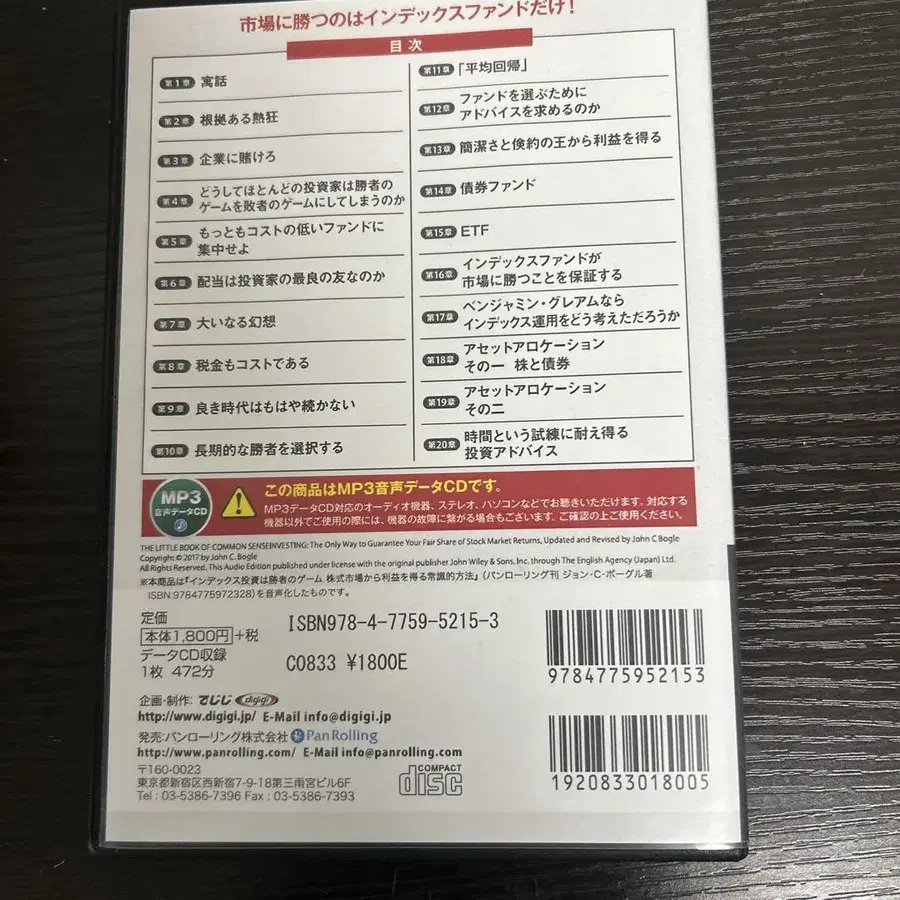 市場に勝つのはインデックスファンドだけ!
目次
第1章 寓話
第2章 根拠ある熱狂
第3章 企業に賭けろ
第4章 どうしてほとんどの投資家は勝者の
ゲームを敗者のゲームにしてしまうのか
第5章 もっともコストの低いファンドに
集中せよ
第6章 配当は投資家の最良の友なのか
第7章 大いなる幻想
第8章 税金もコストである
第9章 良き時代はもはや続かない
第10章 長期的な勝者を選択する
第11章 「平均回帰」
第12章 ファンドを選ぶために
アドバイスを求めるのか
第13章 簡潔さと倹約の王から利益を得る
第14章 債券ファンド
第15章 ETF
第16章 インデックスファンドが
市場に勝つことを保証する
第17章 ベンジャミン・グレアムなら
インデックス運用をどう考えただろうか
第18章 アセットアロケーション
その一 株と債券
第19章 アセットアロケーション
その二
第20章 時間という試練に耐え得る
投資アドバイス
MP3
音声データCD
この商品はMP3音声データCDです。
MP3データCD対応のオーディオ機器、ステレオ、パソコンなどでお聴きいただけます。対応する
機器以外でご使用の際には、機器の故障に繋がる場合もございます。ご確認の上ご使用ください。
THE LITTLE BOOK OF COMMON SENSEINVESTING: The Only Way to Guarantee Your Fair Share of Stock Market Returns, Updated and Revised by John C Bogle
Copyright © 2017 by John C. Bogle
All Rights Reserved. This Audio Edition published under license with the original publisher John Wiley & Sons, Inc. through The English Agency (Japan) Ltd.
※本商品は『インデックス投資は勝者のゲーム 株式市場から利益を得る常識的方法』(パンローリング刊 ジョン・C・ボーグル著
ISBN:9784775972328)を音声化したものです。
定価
本体1,800円+税
データCD収録
1枚 472分
ISBN978-4-7759-5215-3
C0833 ¥1800E
9784775952153
企画・制作: でじじ digigi
http://www.digigi.jp/ E-Mail info@digigi.jp
発売:パンローリング株式会社 PanRolling
http://www.panrolling.com/ E-Mail info@panrolling.com
〒160-0023
東京都新宿区西新宿7-9-18第三雨宮ビル6F
Tel : 03-5386-7396 Fax : 03-5386-7393
COMPACT
disc
1920833018005